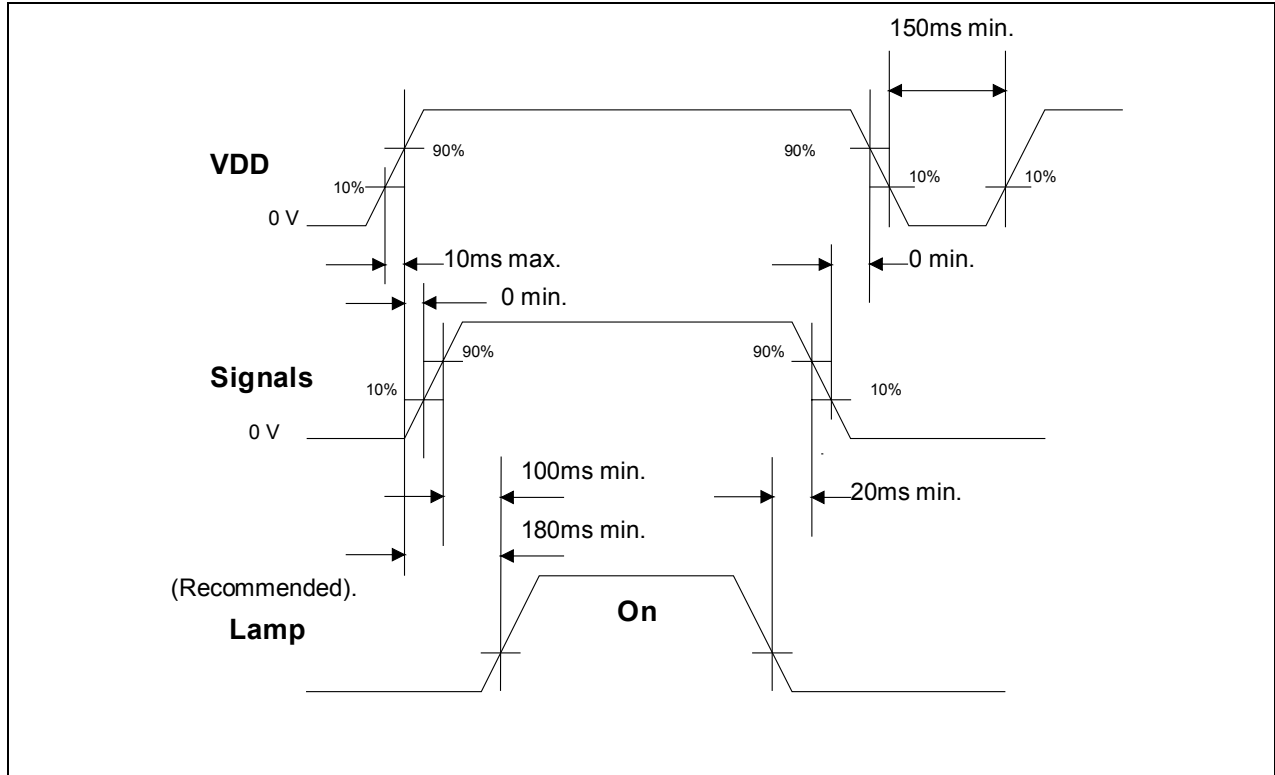 150ms min.
90%
90%
VDD
10%
10%
10%
0 V
10ms max.
0 min.
0 min.
90%
90%
Signals
10%
10%
0 V
100ms min.
20ms min.
180ms min.
(Recommended).
On
Lamp